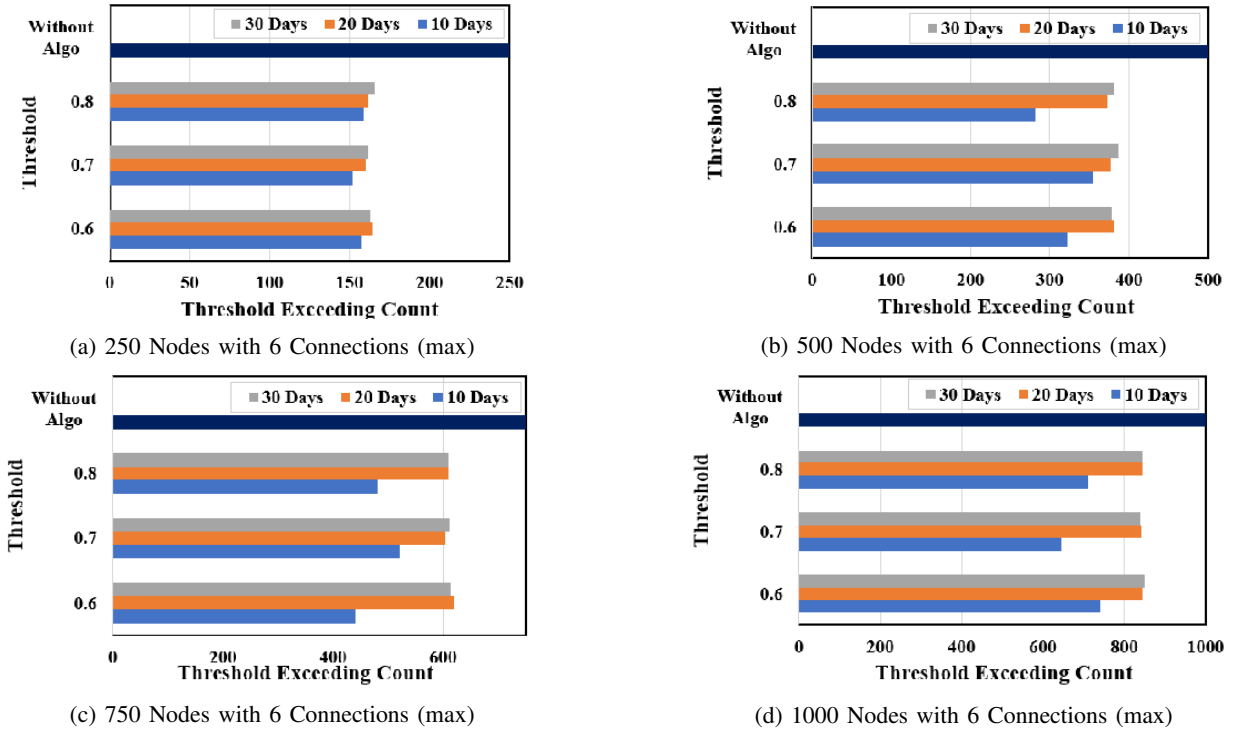 30 Days 20 Days 10 Days
Without
Algo
0.8
0.7
0.6
Threshold
0 50 100 150 200 250
Threshold Exceeding Count
(a) 250 Nodes with 6 Connections (max)
30 Days 20 Days 10 Days
Without
Algo
0.8
0.7
0.6
Threshold
0 100 200 300 400 500
Threshold Exceeding Count
(b) 500 Nodes with 6 Connections (max)
30 Days 20 Days 10 Days
Without
Algo
0.8
0.7
0.6
Threshold
0 200 400 600
Threshold Exceeding Count
(c) 750 Nodes with 6 Connections (max)
30 Days 20 Days 10 Days
Without
Algo
0.8
0.7
0.6
Threshold
0 200 400 600 800 1000
Threshold Exceeding Count
(d) 1000 Nodes with 6 Connections (max)